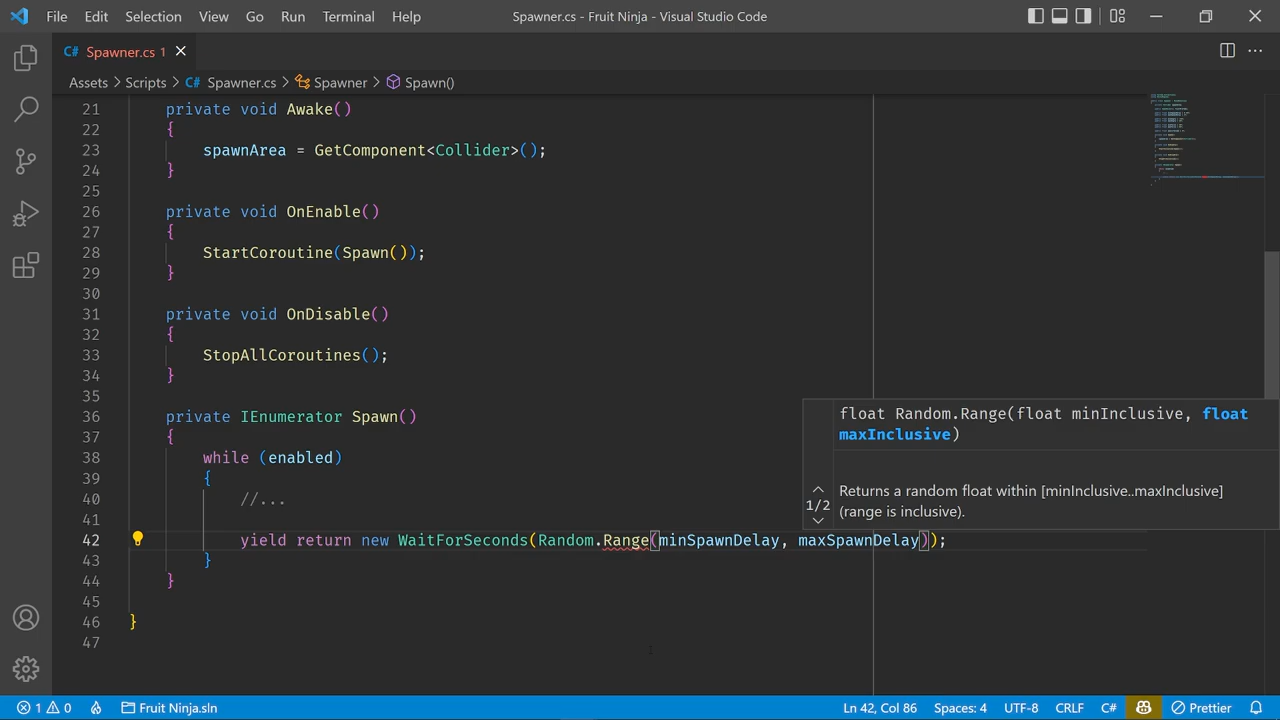 File Edit Selection View Go Run Terminal Help Spawner.cs - Fruit Ninja - Visual Studio Code
C# Spawner.cs 1
Assets > Scripts > C# Spawner.cs > Spawner > Spawn()
21 private void Awake()
22 {
23 spawnArea = GetComponent<Collider>();
24 }
25
26 private void OnEnable()
27 {
28 StartCoroutine(Spawn());
29 }
30
31 private void OnDisable()
32 {
33 StopAllCoroutines();
34 }
35
36 private IEnumerator Spawn()
37 {
38 while (enabled)
39 {
40 //...
41
42 yield return new WaitForSeconds(Random.Range(minSpawnDelay, maxSpawnDelay));
43 }
44 }
45
46 }
47
float Random.Range(float minInclusive, float
maxInclusive)
Returns a random float within [minInclusive..maxInclusive]
1/2
(range is inclusive).
1 0 Fruit Ninja.sln Ln 42, Col 86 Spaces: 4 UTF-8 CRLF C# Prettier